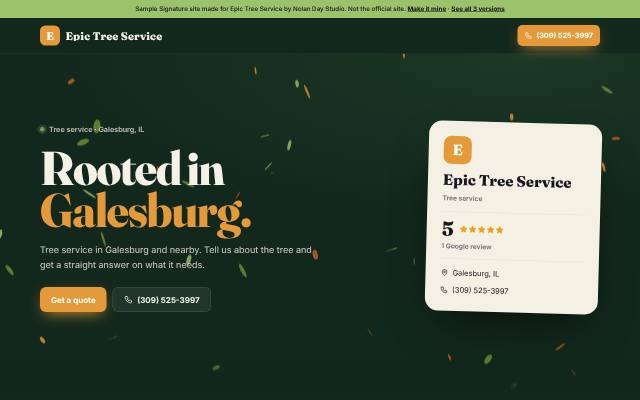 Sample Signature site made for Epic Tree Service by Nolan Day Studio. Not the official site. Make it mine · See all 3 versions
E Epic Tree Service
(309) 525-3997
Tree service · Galesburg, IL
Rooted in
Galesburg.
Tree service in Galesburg and nearby. Tell us about the tree and
get a straight answer on what it needs.
Get a quote
(309) 525-3997
E
Epic Tree Service
Tree service
5 ★★★★★
1 Google review
Galesburg, IL
(309) 525-3997